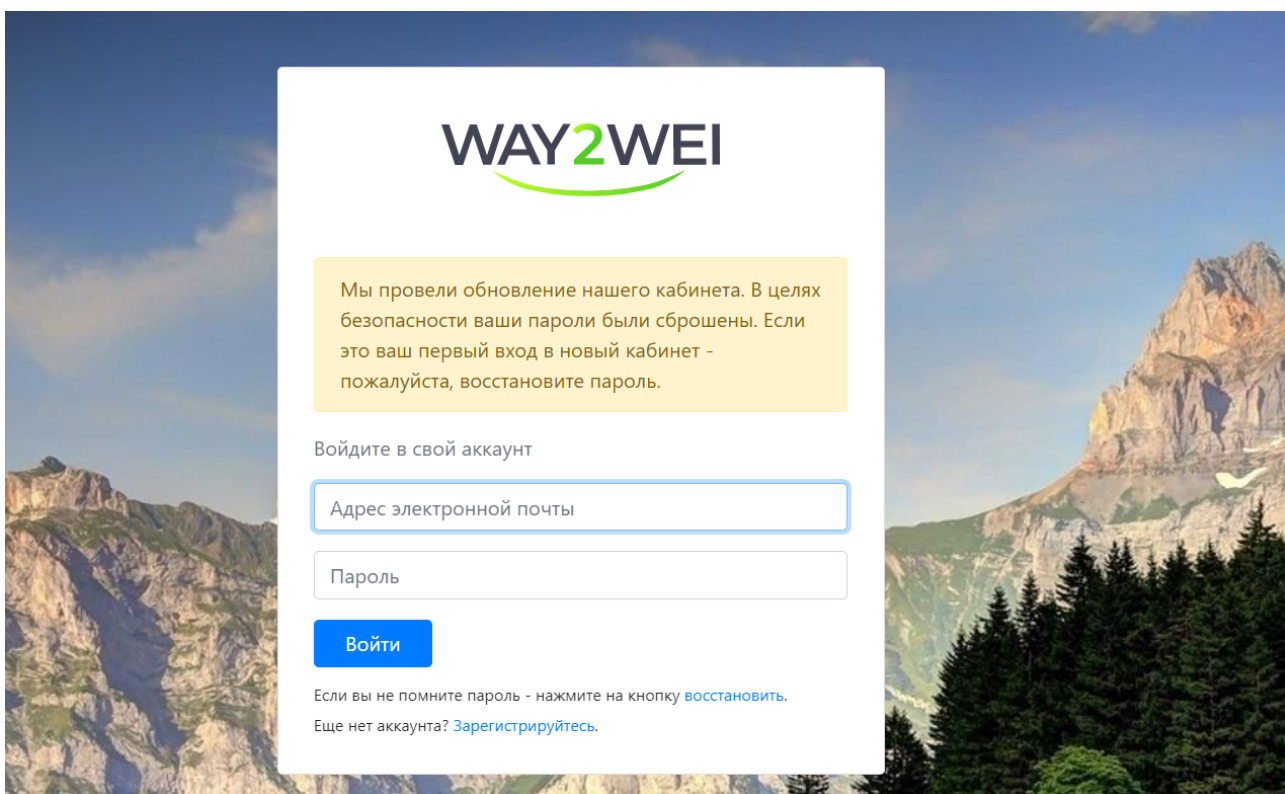 WAY2WEI
Мы провели обновление нашего кабинета. В целях
безопасности ваши пароли были сброшены. Если
это ваш первый вход в новый кабинет -
пожалуйста, восстановите пароль.
Войдите в свой аккаунт
Адрес электронной почты
Пароль
Войти
Если вы не помните пароль - нажмите на кнопку восстановить.
Еще нет аккаунта? Зарегистрируйтесь.